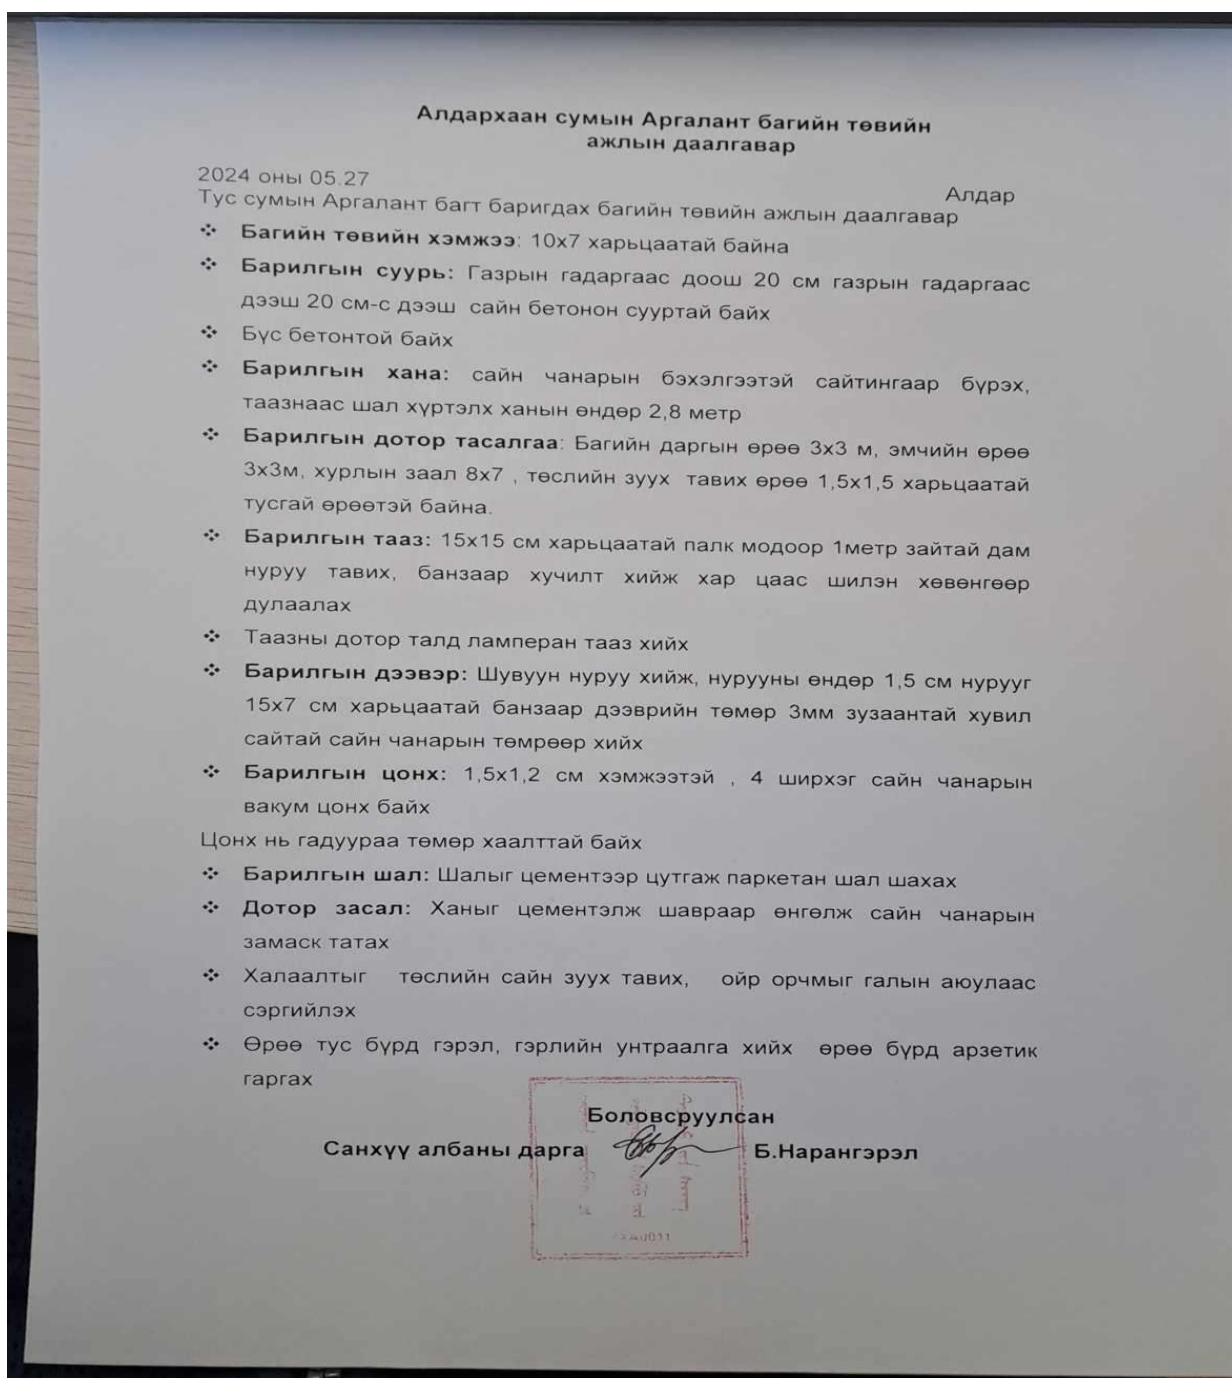 Алдархаан сумын Аргалант багийн төвийн
ажлын даалгавар
2024 оны 05.27
Алдар
Тус сумын Аргалант багт баригдах багийн төвийн ажлын даалгавар
❖ Багийн төвийн хэмжээ: 10x7 харьцаатай байна
❖ Барилгын суурь: Газрын гадаргаас доош 20 см газрын гадаргаас
дээш 20 см-с дээш сайн бетонон сууртай байх
❖ Бүс бетонтой байх
❖ Барилгын хана: сайн чанарын бэхэлгээтэй сайтингаар бүрэх,
таазнаас шал хүртэлх ханын өндөр 2,8 метр
❖ Барилгын дотор тасалгаа: Багийн даргын өрөө 3x3 м, эмчийн өрөө
3x3м, хурлын заал 8x7 , төслийн зуух тавих өрөө 1,5x1,5 харьцаатай
тусгай өрөөтэй байна.
❖ Барилгын тааз: 15x15 см харьцаатай палк модоор 1метр зайтай дам
нуруу тавих, банзаар хучилт хийж хар цаас шилэн хөвөнгөөр
дулаалах
❖ Таазны дотор талд ламперан тааз хийх
❖ Барилгын дээвэр: Шувуун нуруу хийж, нурууны өндөр 1,5 см нурууг
15x7 см харьцаатай банзаар дээврийн төмөр 3мм зузаантай хувил
сайтай сайн чанарын төмрөөр хийх
❖ Барилгын цонх: 1,5x1,2 см хэмжээтэй , 4 ширхэг сайн чанарын
вакум цонх байх
Цонх нь гадуураа төмөр хаалттай байх
❖ Барилгын шал: Шалыг цементээр цутгаж паркетан шал шахах
❖ Дотор засал: Ханыг цементэлж шавраар өнгөлж сайн чанарын
замаск татах
❖ Халаалтыг төслийн сайн зуух тавих, ойр орчмыг галын аюулаас
сэргийлэх
❖ Өрөө тус бүрд гэрэл, гэрлийн унтраалга хийх өрөө бүрд арзетик
гаргах
Боловсруулсан
Санхүү албаны дарга Б.Нарангэрэл